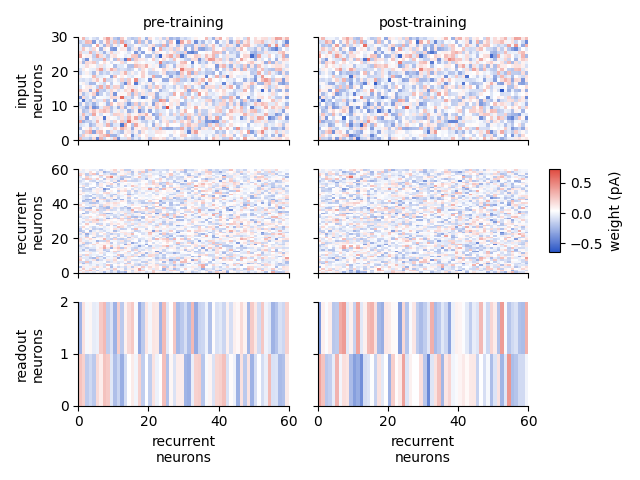 pre-training
post-training
input
neurons
30
20
10
0
recurrent
neurons
60
40
20
0
readout
neurons
2
1
0
0
20
40
60
0
20
40
60
recurrent
neurons
recurrent
neurons
0.5
0.0
−0.5
weight (pA)